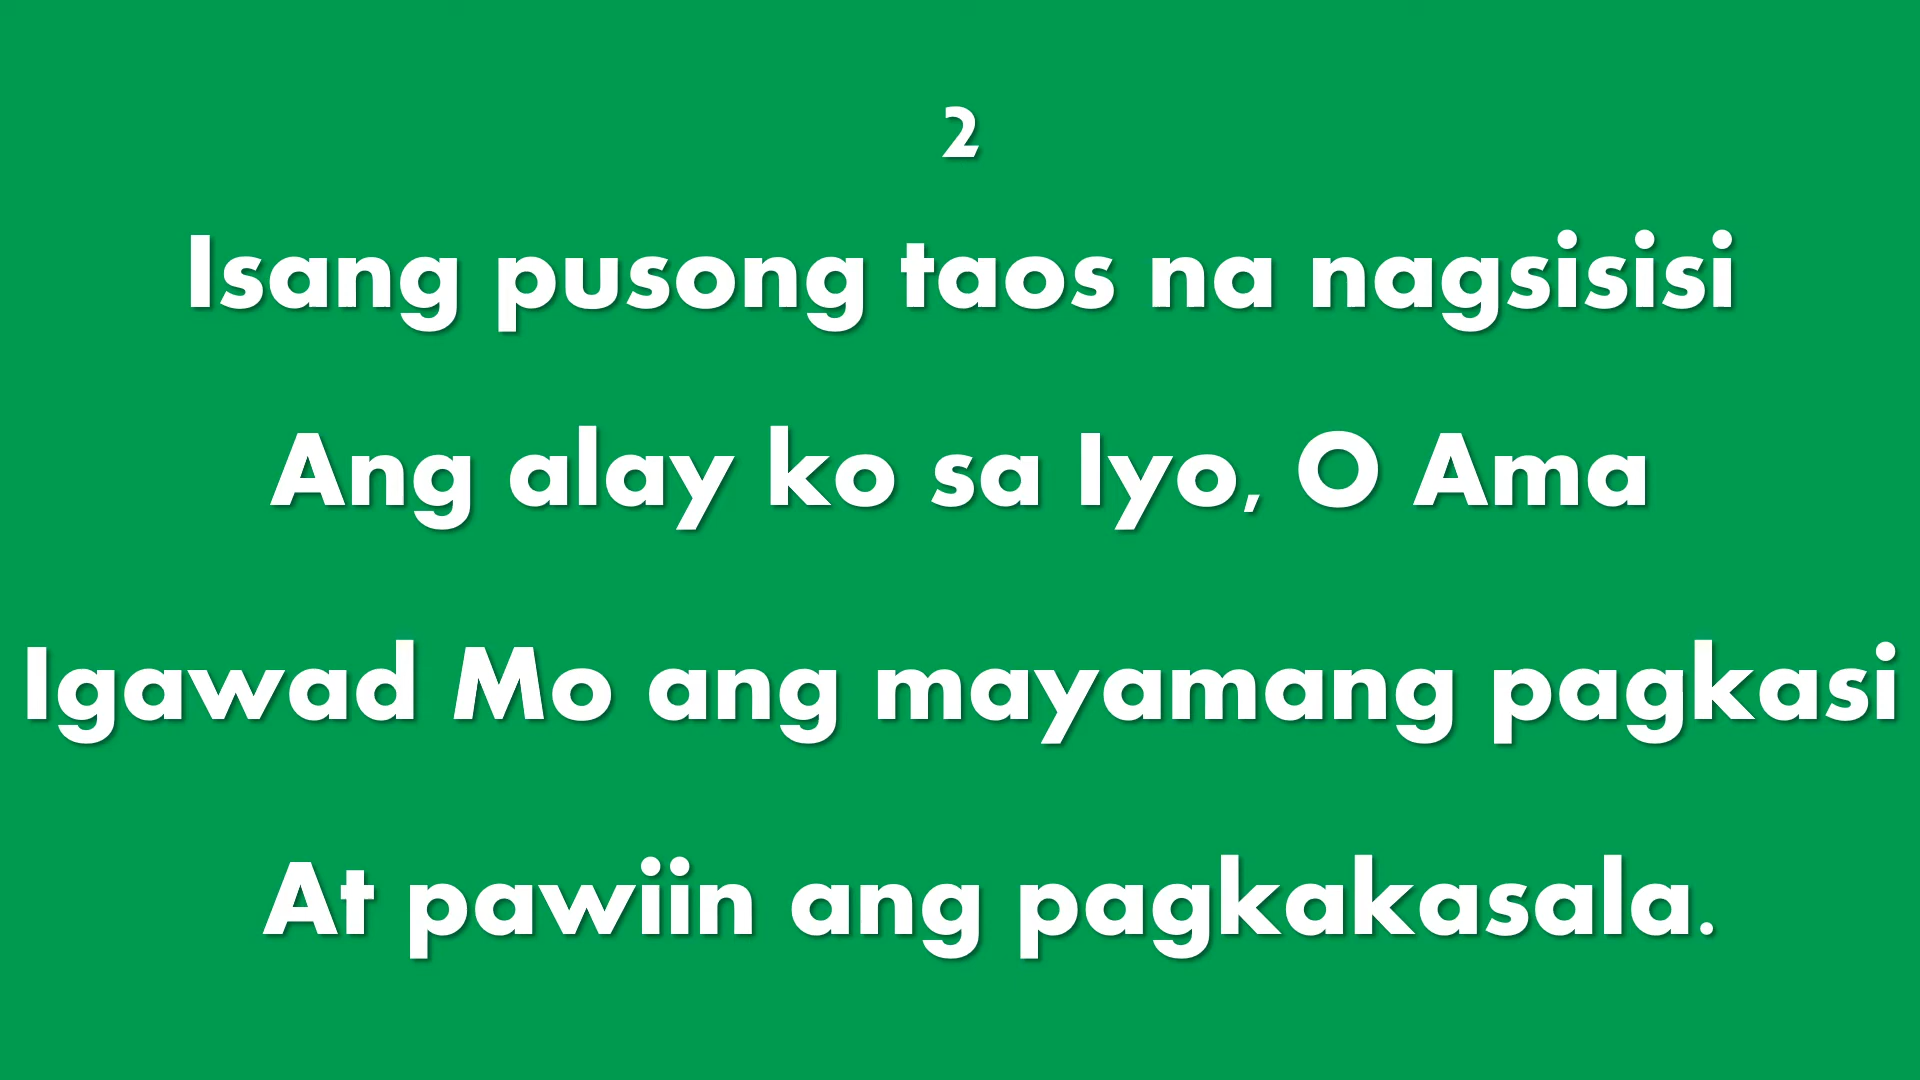 2
Isang pusong taos na nagsisisi
Ang alay ko sa Iyo, O Ama
Igawad Mo ang mayamang pagkasi
At pawiin ang pagkakasala.